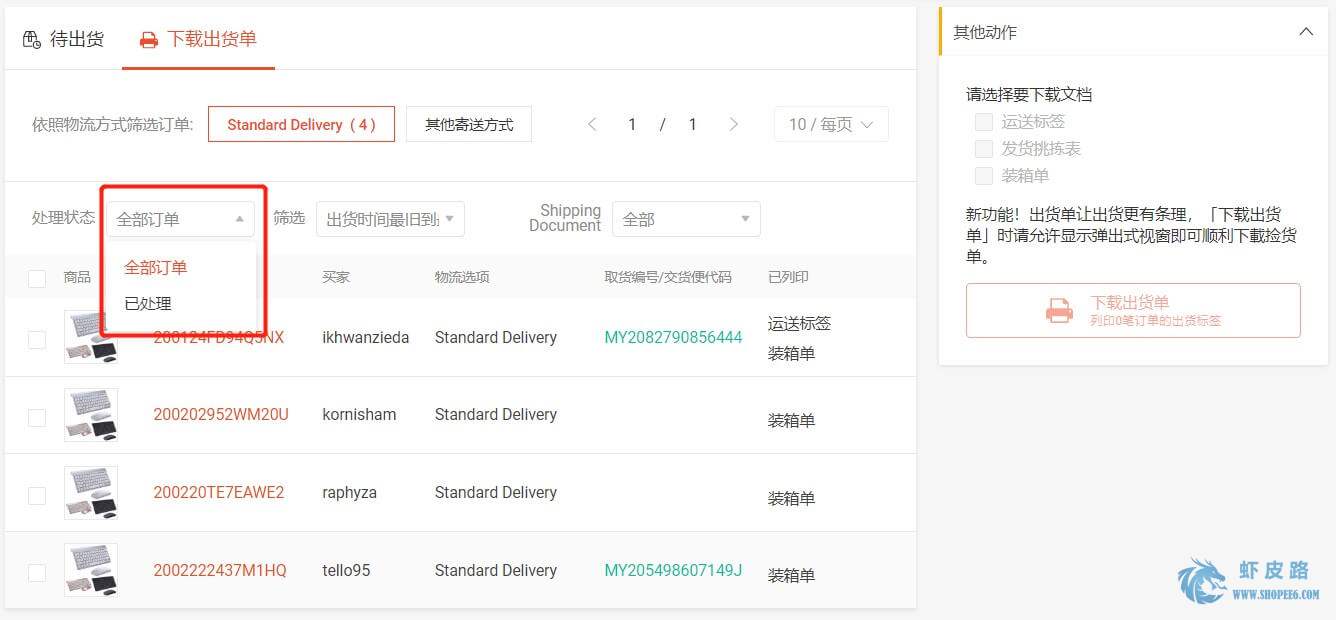 待出货 下载出货单
依照物流方式筛选订单: Standard Delivery ( 4 ) 其他寄送方式 1 / 1 10 / 每页
处理状态 全部订单 筛选 出货时间最旧到 Shipping Document 全部
全部订单
已处理
商品 买家 物流选项 取货编号/交货便代码 已列印
200124FD94Q5NX ikhwanzieda Standard Delivery MY2082790856444 运送标签
装箱单
200202952WM20U kornisham Standard Delivery 装箱单
200220TE7EAWE2 raphyza Standard Delivery 装箱单
2002222437M1HQ tello95 Standard Delivery MY205498607149J 装箱单
其他动作
请选择要下载文档
运送标签
发货挑拣表
装箱单
新功能！出货单让出货更有条理，「下载出货
单」时请允许显示弹出式视窗即可顺利下載捡货
单。
下载出货单
列印0笔订单的出货标签
虾皮路
WWW.SHOPEE6.COM